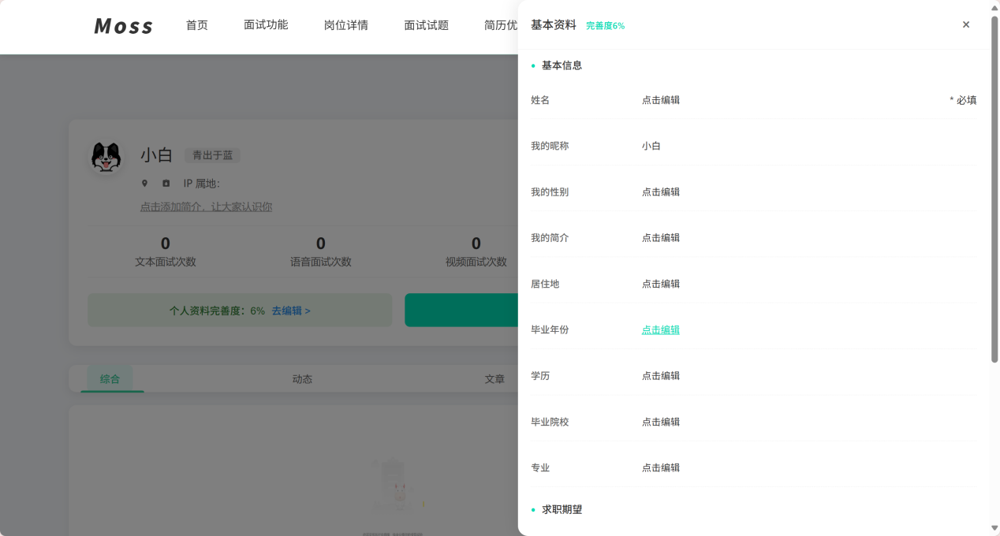 Moss 首页 面试功能 岗位详情 面试试题 简历优
小白 青出于蓝
IP 属地:
点击添加简介，让大家认识你
0 0 0
文本面试次数 语音面试次数 视频面试次数
个人资料完善度：6% 去编辑 >
综合 动态 文章
基本资料 完善度6% ×
基本信息
姓名 点击编辑 * 必填
我的昵称 小白
我的性别 点击编辑
我的简介 点击编辑
居住地 点击编辑
毕业年份 点击编辑
学历 点击编辑
毕业院校 点击编辑
专业 点击编辑
求职期望